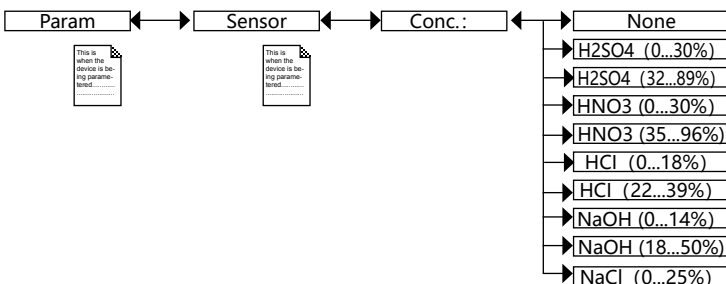 Param
Sensor
Conc.:
None
H2SO4 (0...30%)
H2SO4 (32...89%)
HNO3 (0...30%)
HNO3 (35...96%)
HCl (0...18%)
HCl (22...39%)
NaOH (0...14%)
NaOH (18...50%)
NaCl (0...25%)
This is
when the
device is be-
ing parame-
tered...........
.....................
This is
when the
device is be-
ing parame-
tered...........
.....................